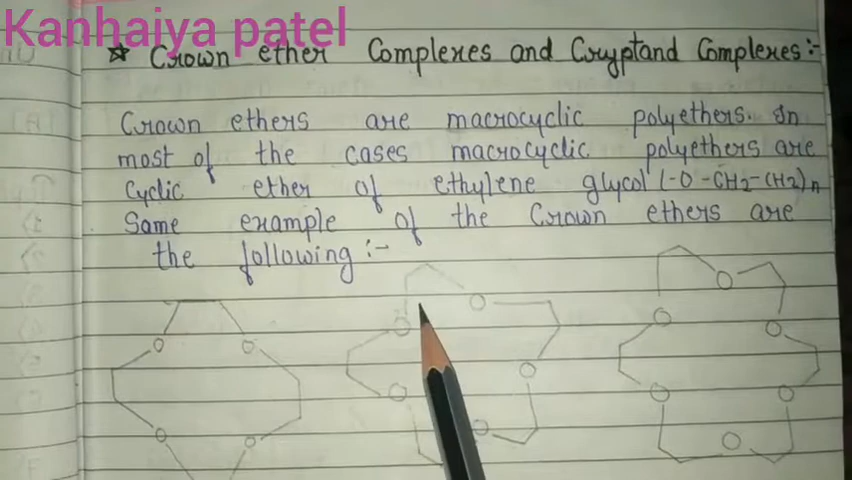 Kanhaiya patel
☆ Crown ether Complexes and Cryptand Complexes:-
Crown ethers are macrocyclic polyethers. In
most of the cases macrocyclic polyethers are
Cyclic ether of ethylene glycol (-O-CH2-CH2)n
Same example of the Crown ethers are
the following:-
O O O O
O O O O O
O O O O O O